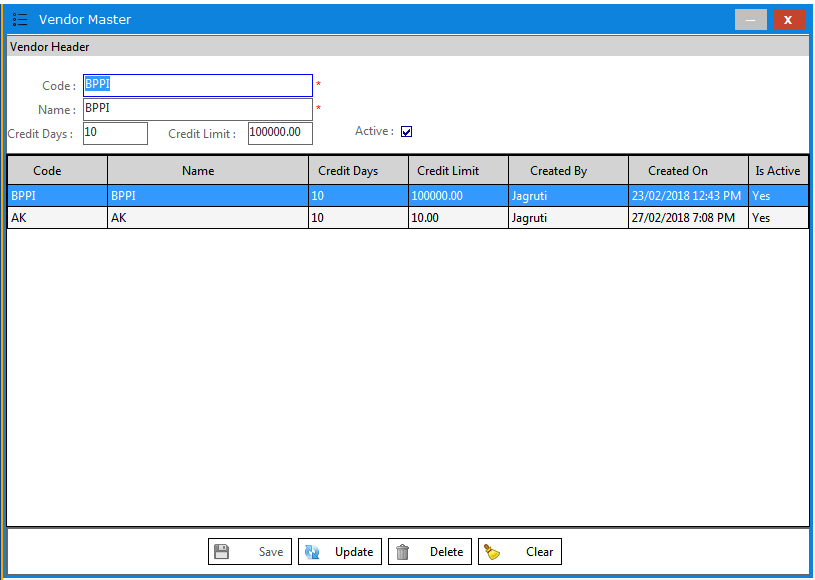 Vendor Master
x
Vendor Header
Code : BPPI *
Name : BPPI *
Credit Days : 10 Credit Limit : 100000.00 Active :
Code Name Credit Days Credit Limit Created By Created On Is Active
BPPI BPPI 10 100000.00 Jagruti 23/02/2018 12:43 PM Yes
AK AK 10 10.00 Jagruti 27/02/2018 7:08 PM Yes
Save Update Delete Clear